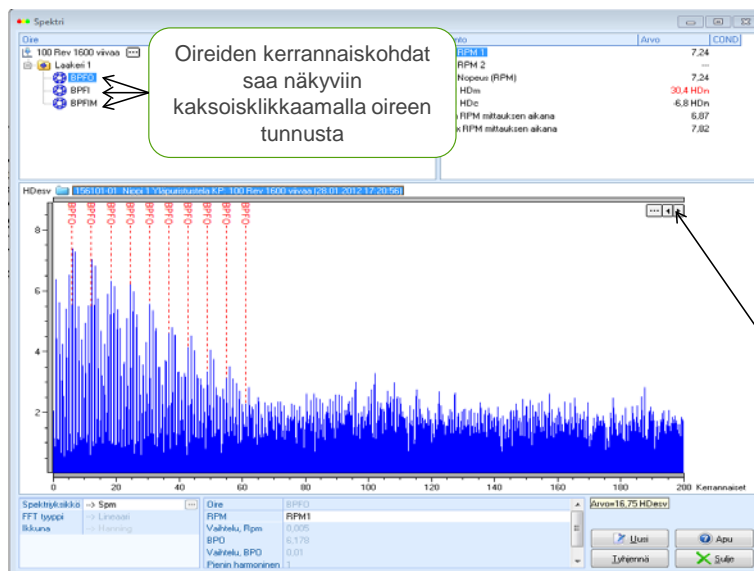 Spektri
Oire
100 Rev 1600 viivaa
Laakeri 1
BPFO
BPFI
BPFIM
Oireiden kerrannaiskohdat
saa näkyviin
kaksoisklikkaamalla oireen
tunnusta
Arvo COND
RPM 1 7,24
RPM 2 ---
Nopeus (RPM) 7,24
HDm 30,4 HDn
HDc -6,8 HDn
RPM mittauksen aikana 6,87
RPM mittauksen aikana 7,82
HDesv 156101-01 Nippi 1 Yläpuristustela KP: 100 Rev 1600 viivaa (28.01.2012 17:20:56)
BPFO BPFO BPFO BPFO BPFO BPFO BPFO BPFO BPFO BPFO
8
6
4
2
0 20 40 60 80 100 120 140 160 180 200 Kerrannaiset
Spektriyksikkö -> Spm
FFT tyyppi -> Lineaari
Ikkuna -> Hanning
Oire BPFO
RPM RPM1
Vaihtelu, Rpm 0,005
BPO 6,178
Vaihtelu, BPO 0,01
Pienin harmoninen 1
Arvo=16,75 HDesv
Uusi
Apu
Tyhjennä
Sulje